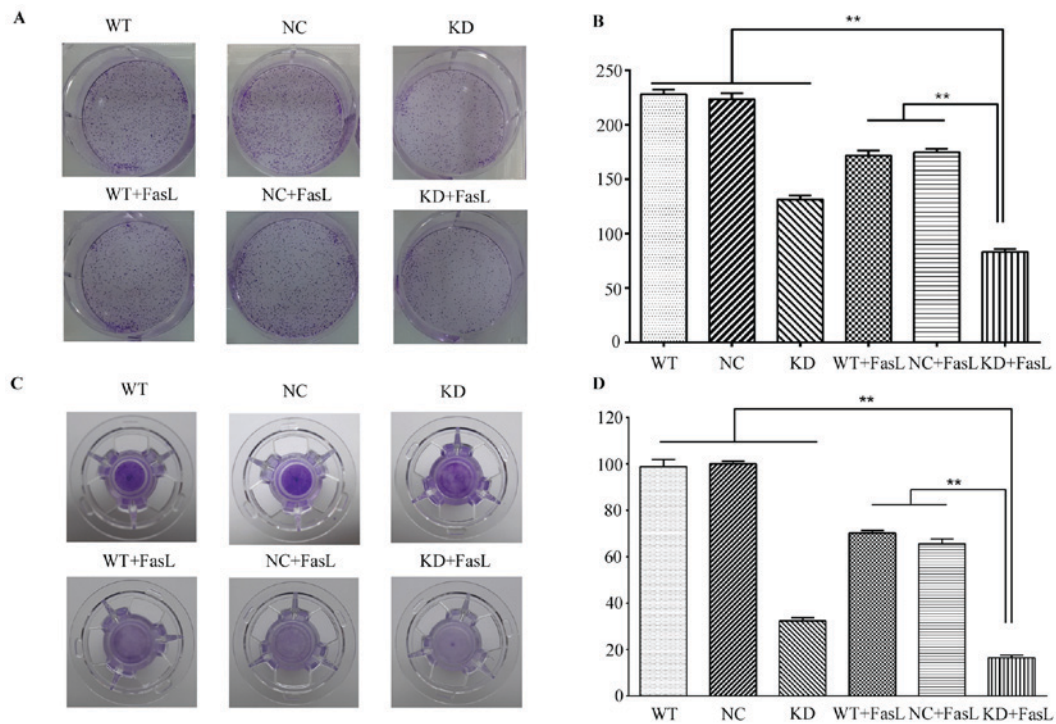 A
WT NC KD
WT+FasL NC+FasL KD+FasL
B
**
**
250
200
150
100
50
0
WT NC KD WT+FasL NC+FasL KD+FasL
C
WT NC KD
WT+FasL NC+FasL KD+FasL
D
**
**
120
100
80
60
40
20
0
WT NC KD WT+FasL NC+FasL KD+FasL